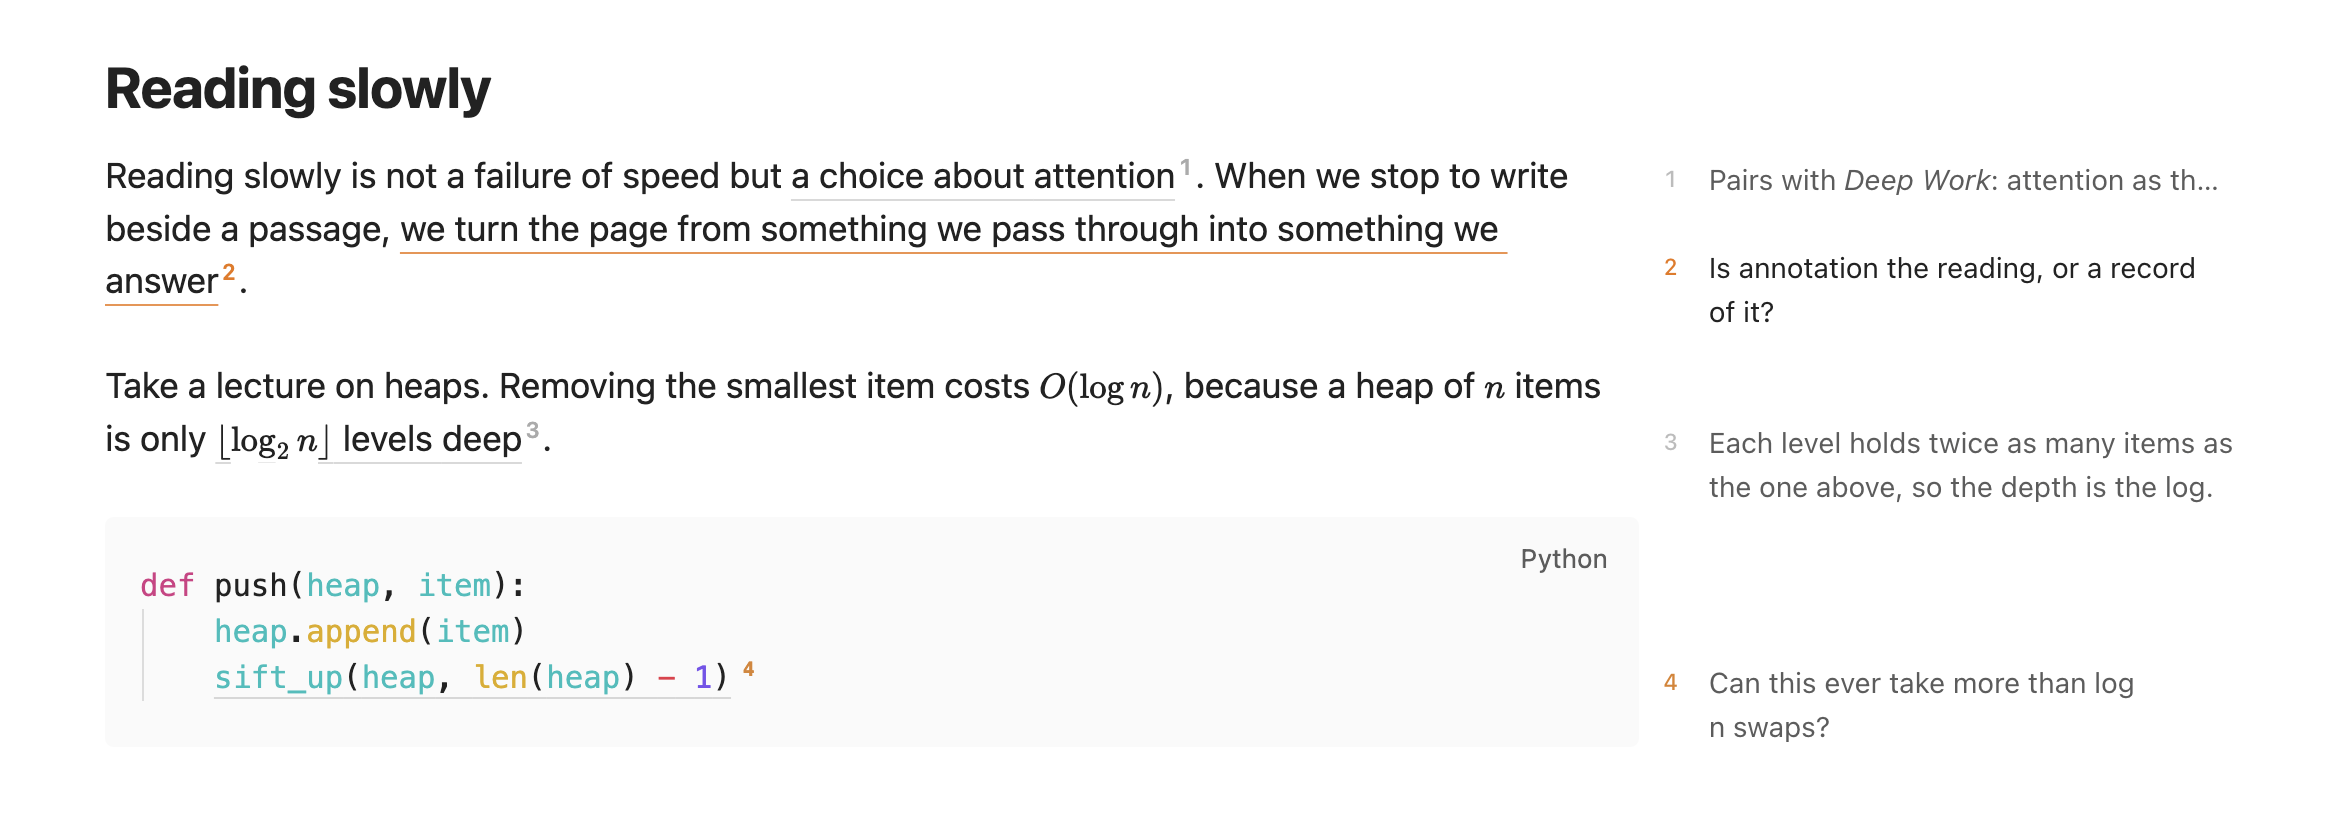 Reading slowly
Reading slowly is not a failure of speed but a choice about attention 1. When we stop to write
beside a passage, we turn the page from something we pass through into something we
answer 2.
Take a lecture on heaps. Removing the smallest item costs O(log n), because a heap of n items
is only ⌊log₂ n⌋ levels deep 3.
Python
def push(heap, item):
    heap.append(item)
    sift_up(heap, len(heap) − 1) 4
1 Pairs with Deep Work: attention as th...
2 Is annotation the reading, or a record
of it?
3 Each level holds twice as many items as
the one above, so the depth is the log.
4 Can this ever take more than log
n swaps?